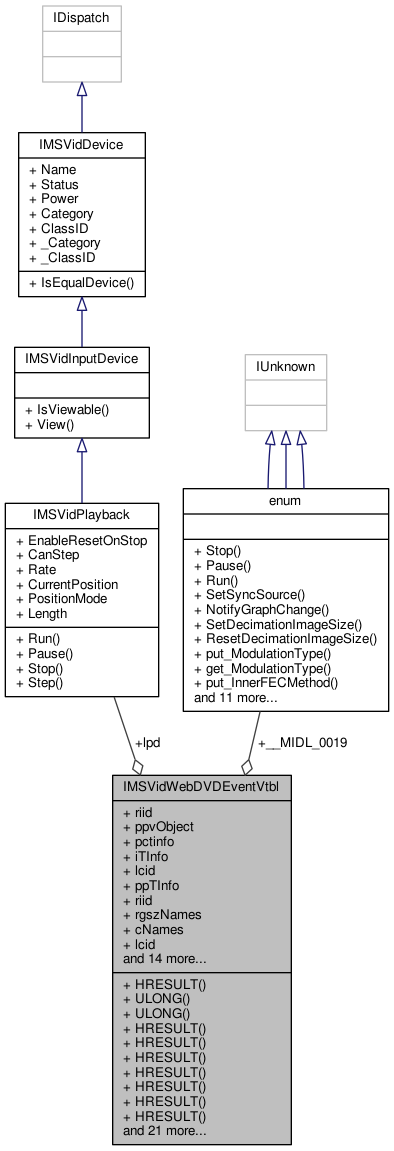 IDispatch
IMSVidDevice
+ Name
+ Status
+ Power
+ Category
+ ClassID
+ _Category
+ _ClassID
+ IsEqualDevice()
IMSVidInputDevice
+ IsViewable()
+ View()
IUnknown
IMSVidPlayback
+ EnableResetOnStop
+ CanStep
+ Rate
+ CurrentPosition
+ PositionMode
+ Length
+ Run()
+ Pause()
+ Stop()
+ Step()
enum
+ Stop()
+ Pause()
+ Run()
+ SetSyncSource()
+ NotifyGraphChange()
+ SetDecimationImageSize()
+ ResetDecimationImageSize()
+ put_ModulationType()
+ get_ModulationType()
+ put_InnerFECMethod()
and 11 more...
+lpd
+__MIDL_0019
IMSVidWebDVDEventVtbl
+ riid
+ ppvObject
+ pctinfo
+ iTInfo
+ lcid
+ ppTInfo
+ riid
+ rgszNames
+ cNames
+ lcid
and 14 more...
+ HRESULT()
+ ULONG()
+ ULONG()
+ HRESULT()
+ HRESULT()
+ HRESULT()
+ HRESULT()
+ HRESULT()
+ HRESULT()
+ HRESULT()
and 21 more...